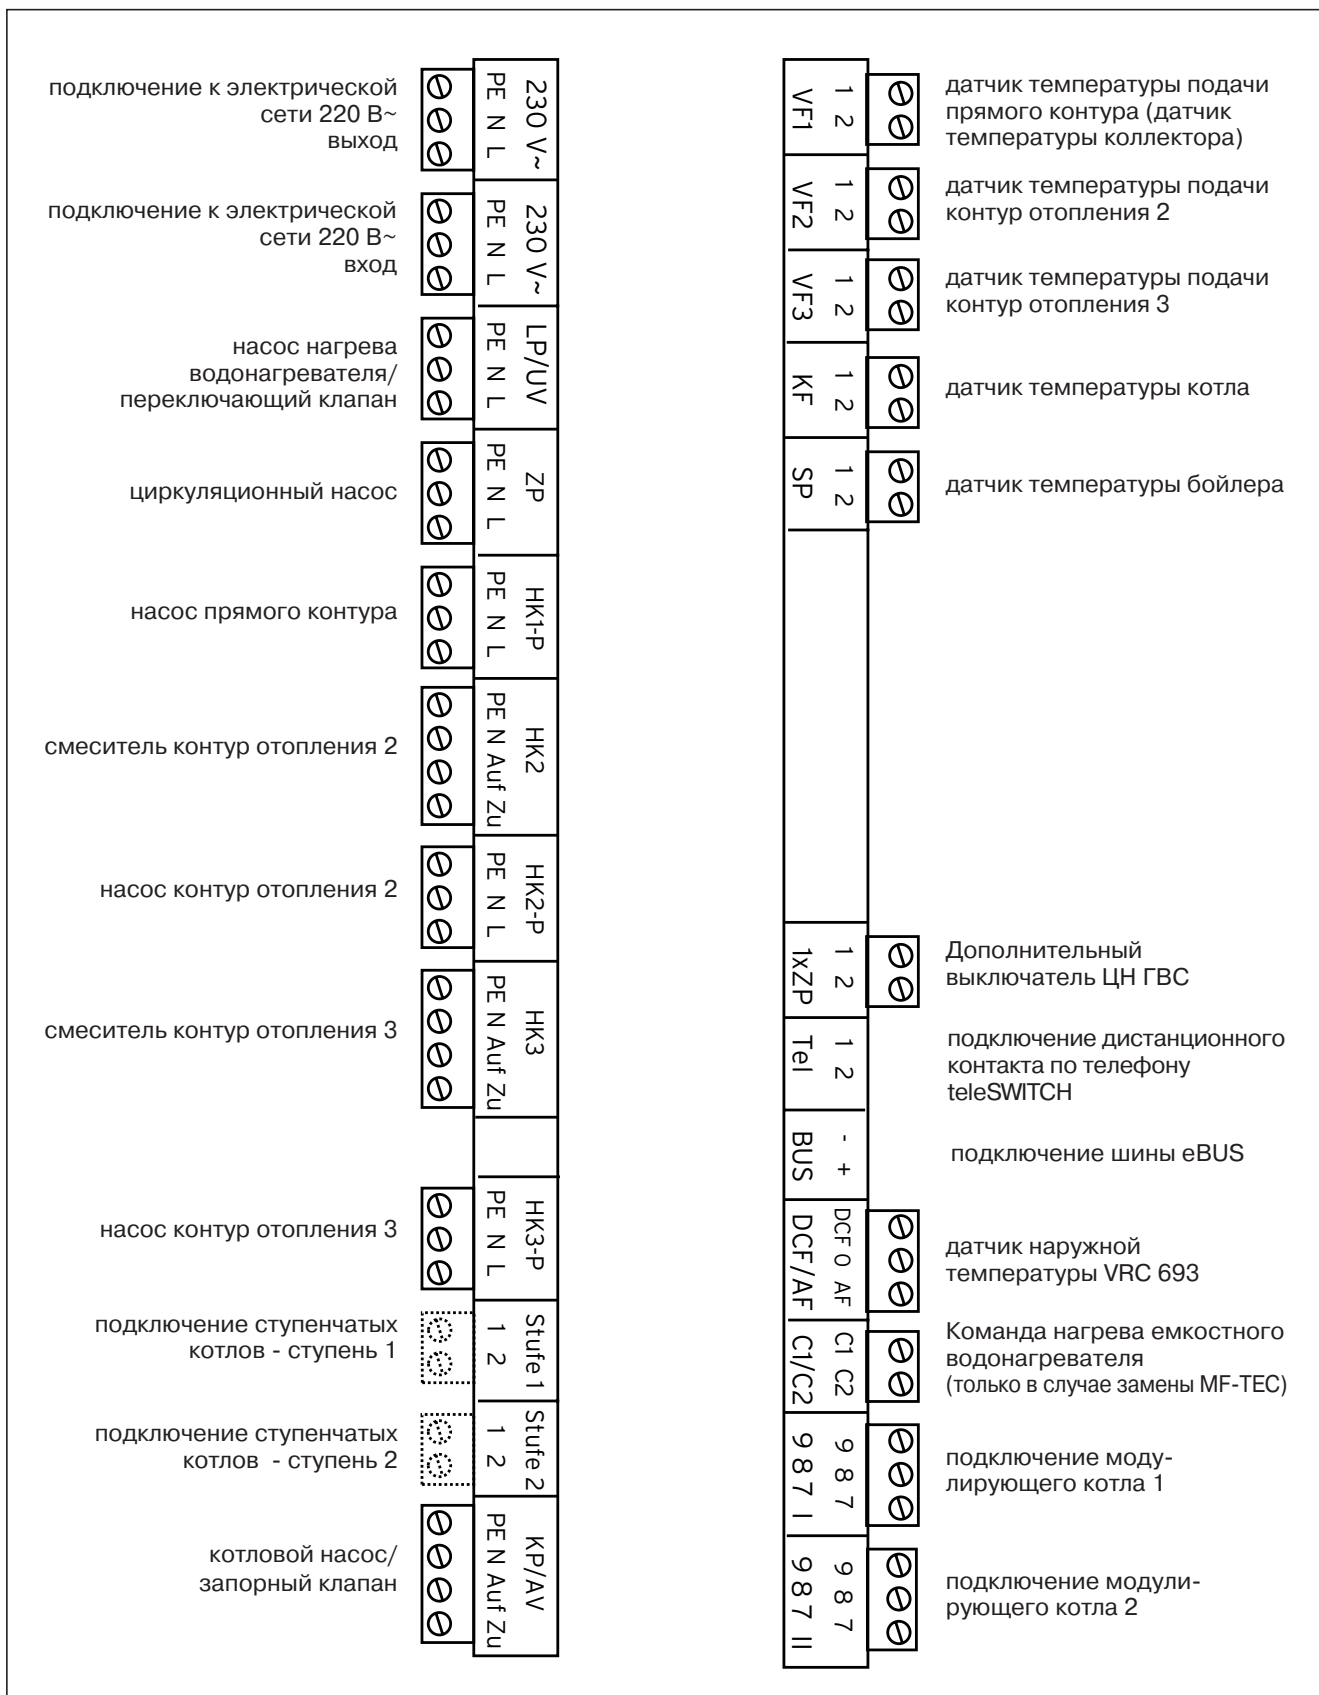 подключение к электрической
сети 220 В~
выход
PE N L
230 V~
подключение к электрической
сети 220 В~
вход
PE N L
230 V~
насос нагрева
водонагревателя/
переключающий клапан
PE N L
LP/UV
циркуляционный насос
PE N L
ZP
насос прямого контура
PE N L
HK1-P
смеситель контур отопления 2
PE N Auf Zu
HK2
насос контур отопления 2
PE N L
HK2-P
смеситель контур отопления 3
PE N Auf Zu
HK3
насос контур отопления 3
PE N L
HK3-P
подключение ступенчатых
котлов - ступень 1
1 2
Stufe 1
подключение ступенчатых
котлов - ступень 2
1 2
Stufe 2
котловой насос/
запорный клапан
PE N Auf Zu
KP/AV
VF1
1 2
датчик температуры подачи
прямого контура (датчик
температуры коллектора)
VF2
1 2
датчик температуры подачи
контур отопления 2
VF3
1 2
датчик температуры подачи
контур отопления 3
KF
1 2
датчик температуры котла
SP
1 2
датчик температуры бойлера
1xZP
1 2
Дополнительный
выключатель ЦН ГВС
Tel
1 2
подключение дистанционного
контакта по телефону
teleSWITCH
BUS
- +
подключение шины eBUS
DCF/AF
DCF 0 AF
датчик наружной
температуры VRC 693
C1/C2
C1 C2
Команда нагрева емкостного
водонагревателя
(только в случае замены MF-TEC)
9 8 7 I
9 8 7
подключение моду-
лирующего котла 1
9 8 7 II
9 8 7
подключение модули-
рующего котла 2